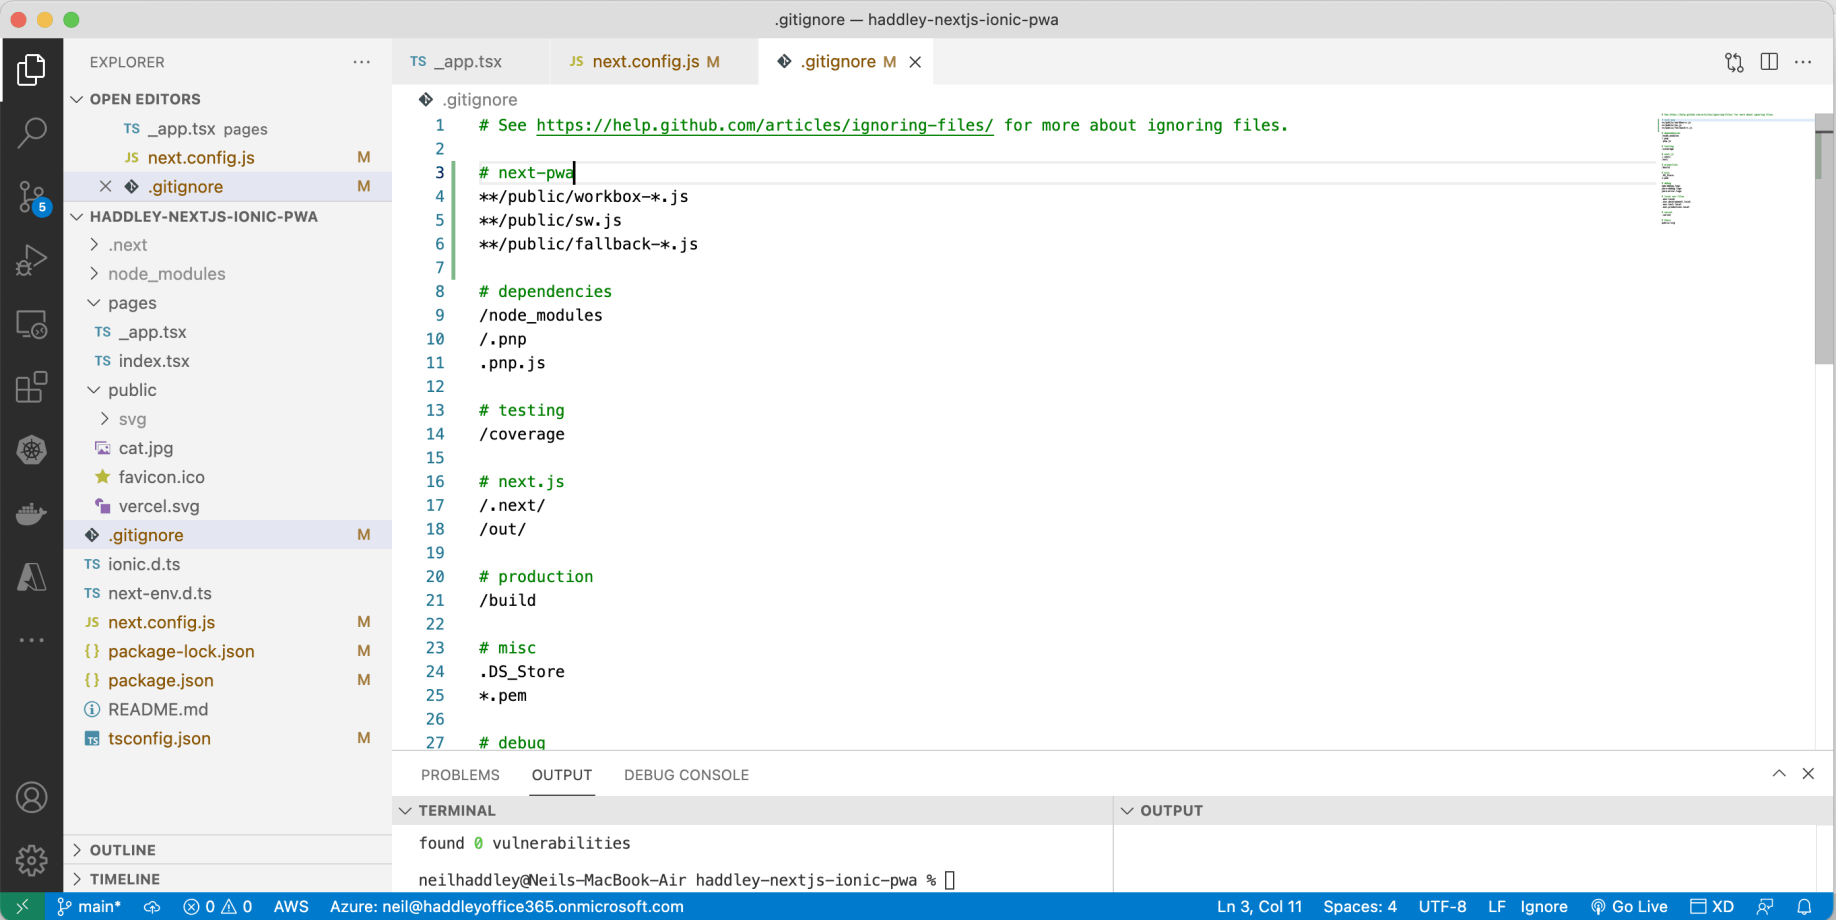 .gitignore — haddley-nextjs-ionic-pwa
EXPLORER
TS _app.tsx
JS next.config.js M
.gitignore M
OPEN EDITORS
TS _app.tsx pages
JS next.config.js M
.gitignore M
HADDLEY-NEXTJS-IONIC-PWA
.next
node_modules
pages
TS _app.tsx
TS index.tsx
public
svg
cat.jpg
favicon.ico
vercel.svg
.gitignore M
TS ionic.d.ts
TS next-env.d.ts
JS next.config.js M
{} package-lock.json M
{} package.json M
README.md
TS tsconfig.json M
OUTLINE
TIMELINE
5
.gitignore
1 # See https://help.github.com/articles/ignoring-files/ for more about ignoring files.
2
3 # next-pwa
4 **/public/workbox-*.js
5 **/public/sw.js
6 **/public/fallback-*.js
7
8 # dependencies
9 /node_modules
10 /.pnp
11 .pnp.js
12
13 # testing
14 /coverage
15
16 # next.js
17 /.next/
18 /out/
19
20 # production
21 /build
22
23 # misc
24 .DS_Store
25 *.pem
26
27 # debug
PROBLEMS OUTPUT DEBUG CONSOLE
TERMINAL
found 0 vulnerabilities
neilhaddley@Neils-MacBook-Air haddley-nextjs-ionic-pwa %
OUTPUT
main* 0 0 AWS Azure: neil@haddleyoffice365.onmicrosoft.com Ln 3, Col 11 Spaces: 4 UTF-8 LF Ignore Go Live XD